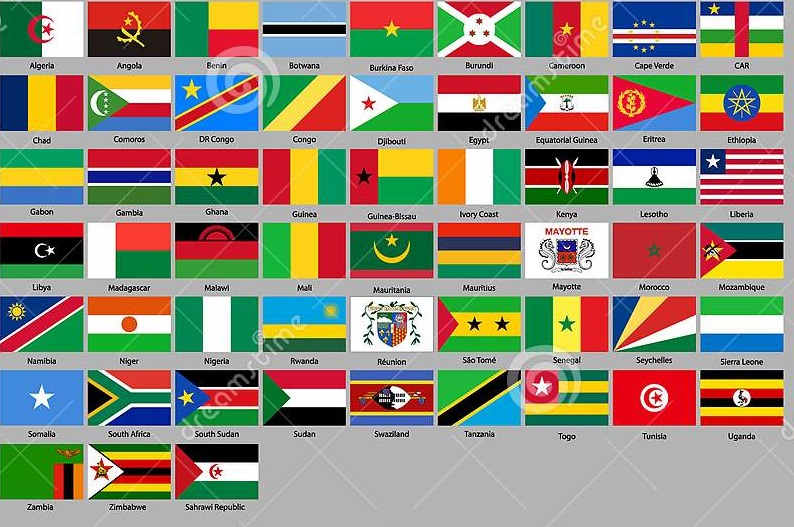 Algeria
Angola
Benin
Botwana
Burkina Faso
Burundi
Cameroon
Cape Verde
CAR
Chad
Comoros
DR Congo
Congo
Djibouti
Egypt
Equatorial Guinea
Eritrea
Ethiopia
Gabon
Gambia
Ghana
Guinea
Guinea-Bissau
Ivory Coast
Kenya
Lesotho
Liberia
MAYOTTE
Libya
Madagascar
Malawi
Mali
Mauritania
Mauritius
Mayotte
Morocco
Mozambique
Namibia
Niger
Nigeria
Rwanda
Réunion
São Tomé
Senegal
Seychelles
Sierra Leone
Somalia
South Africa
South Sudan
Sudan
Swaziland
Tanzania
Togo
Tunisia
Uganda
Zambia
Zimbabwe
Sahrawi Republic
dreamstime
dreamstime
dreamstime
dreamstime